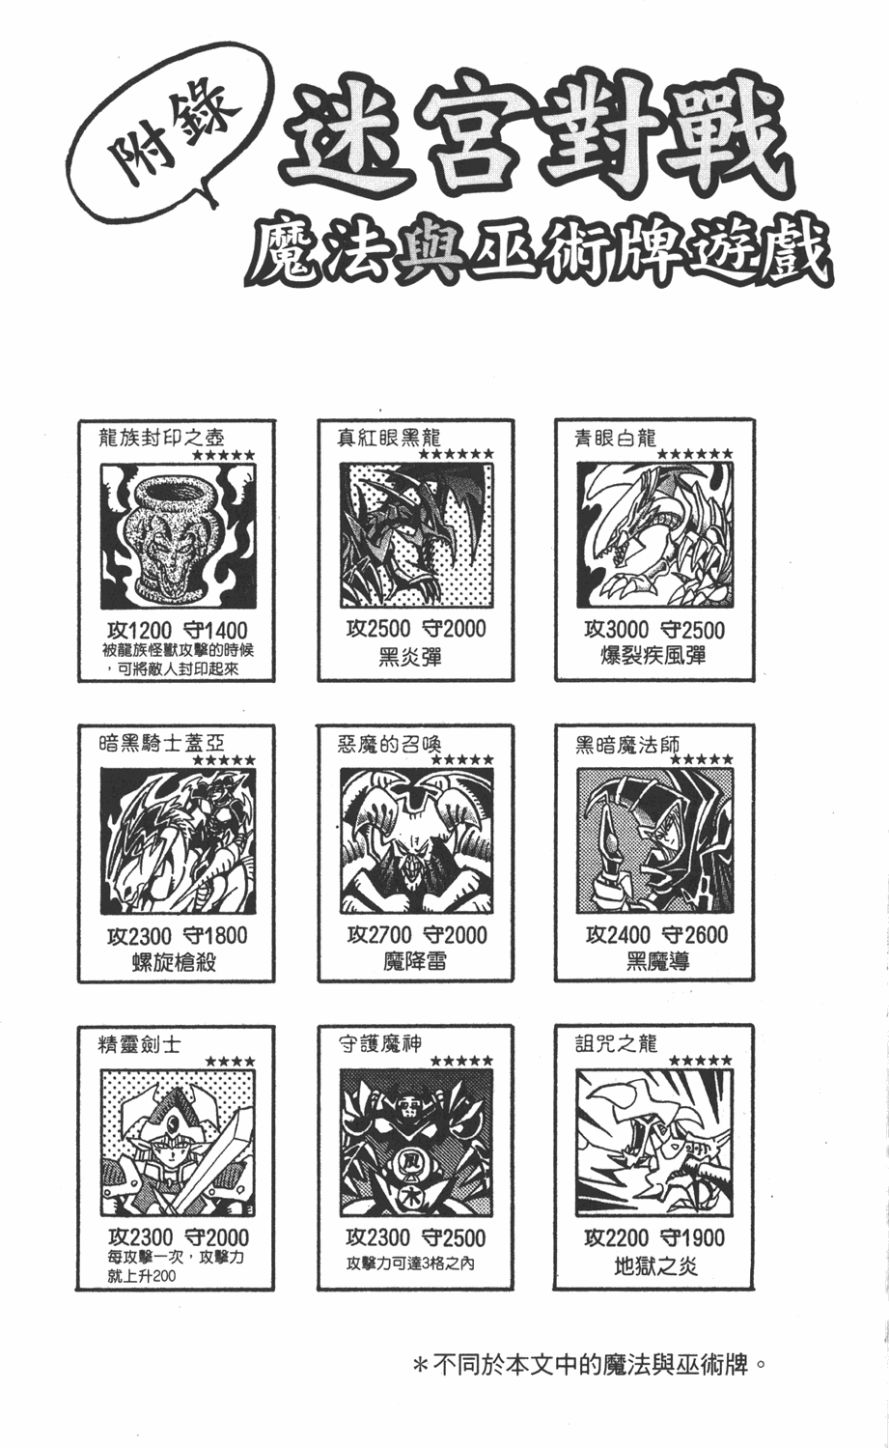 附錄
迷宮對戰
魔法與巫術牌遊戲
龍族封印之壺
★★★★★
攻1200 守1400
被龍族怪獸攻擊的時候
，可將敵人封印起來
真紅眼黑龍
★★★★★★
攻2500 守2000
黑炎彈
青眼白龍
★★★★★★
攻3000 守2500
爆裂疾風彈
暗黑騎士蓋亞
★★★★★
攻2300 守1800
螺旋槍殺
惡魔的召喚
★★★★★
攻2700 守2000
魔降雷
黑暗魔法師
★★★★★
攻2400 守2600
黑魔導
精靈劍士
★★★★
攻2300 守2000
每攻擊一次，攻擊力
就上升200
守護魔神
★★★★★
雷
風
水
攻2300 守2500
攻擊力可達3格之內
詛咒之龍
★★★★★
攻2200 守1900
地獄之炎
＊不同於本文中的魔法與巫術牌。